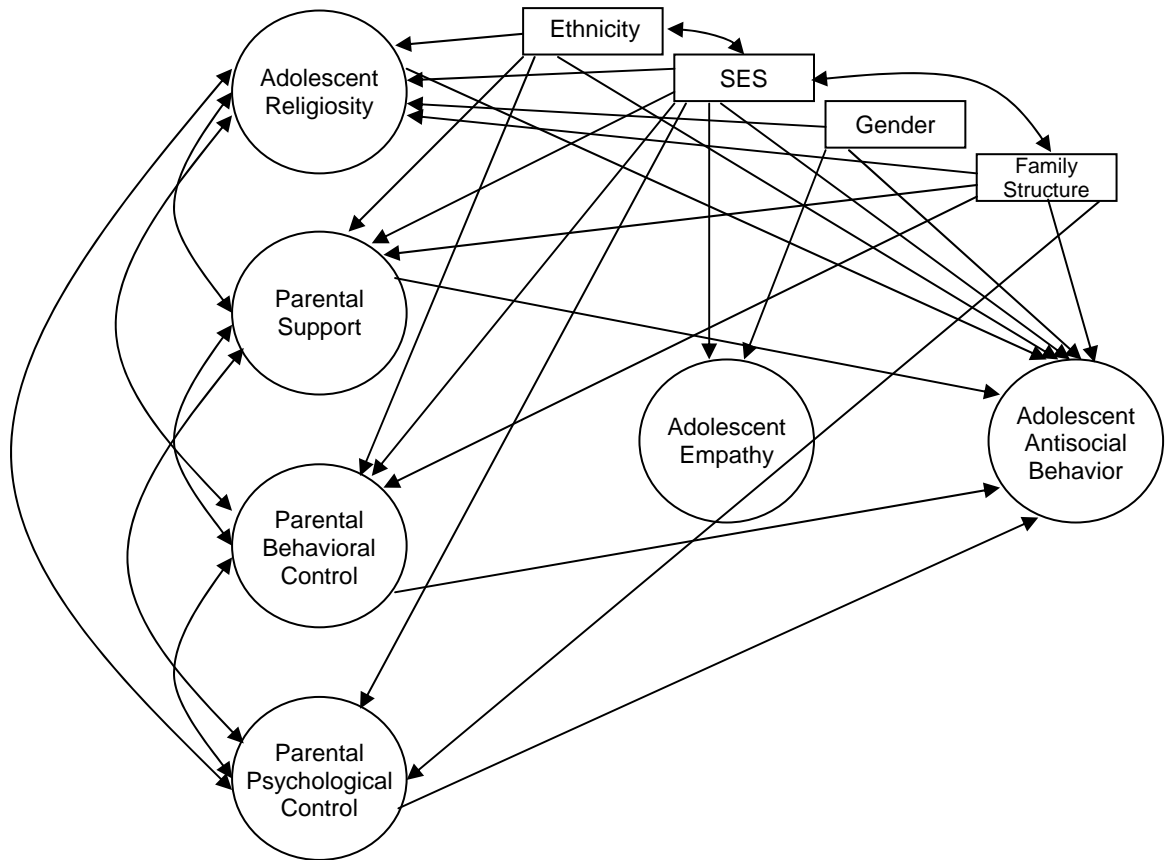 Ethnicity
SES
Gender
Family
Structure
Adolescent
Religiosity
Parental
Support
Adolescent
Empathy
Adolescent
Antisocial
Behavior
Parental
Behavioral
Control
Parental
Psychological
Control